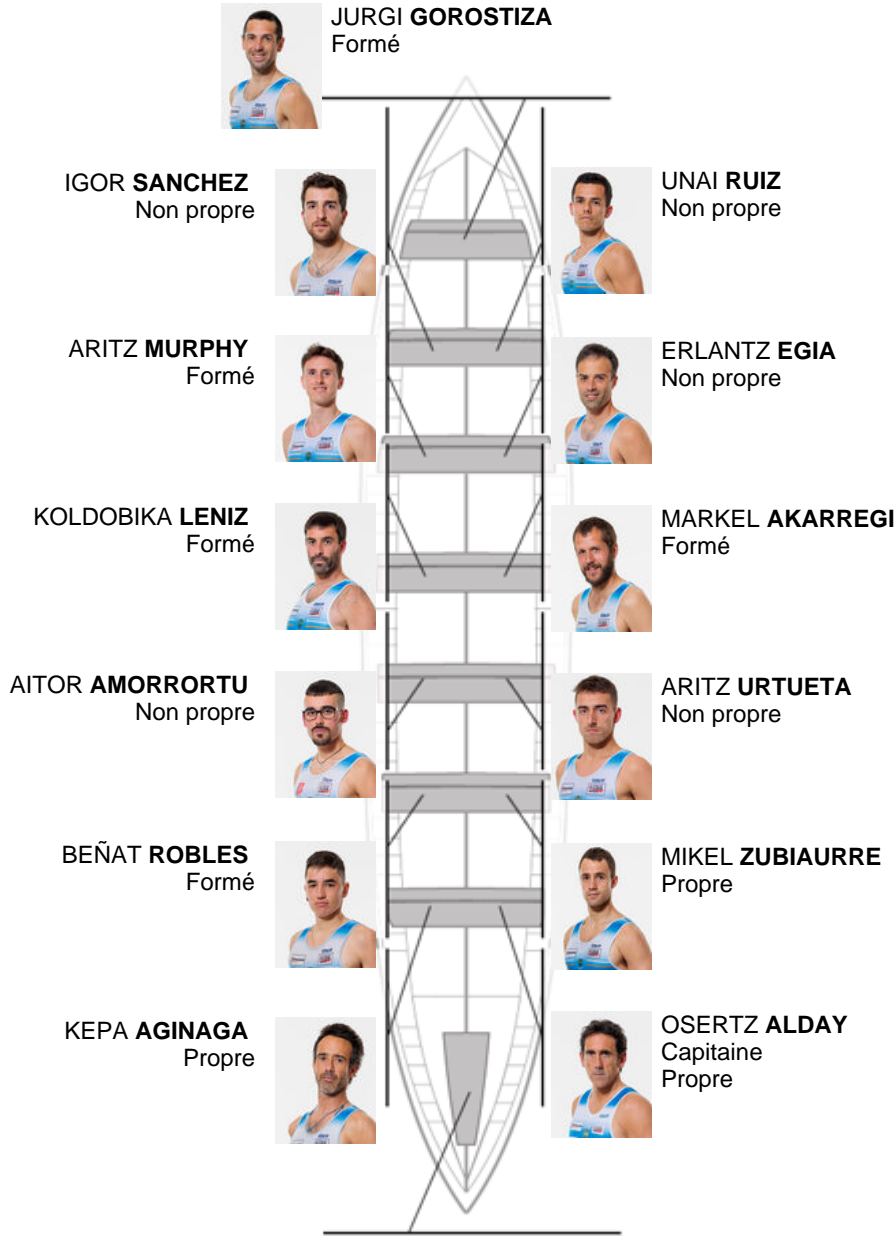 JURGI GOROSTIZA
Formé
IGOR SANCHEZ
Non propre
UNAI RUIZ
Non propre
ARITZ MURPHY
Formé
ERLANTZ EGIA
Non propre
KOLDOBIKA LENIZ
Formé
MARKEL AKARREGI
Formé
AITOR AMORRORTU
Non propre
ARITZ URTUETA
Non propre
BEÑAT ROBLES
Formé
MIKEL ZUBIAURRE
Propre
KEPA AGINAGA
Propre
OSERTZ ALDAY
Capitaine
Propre